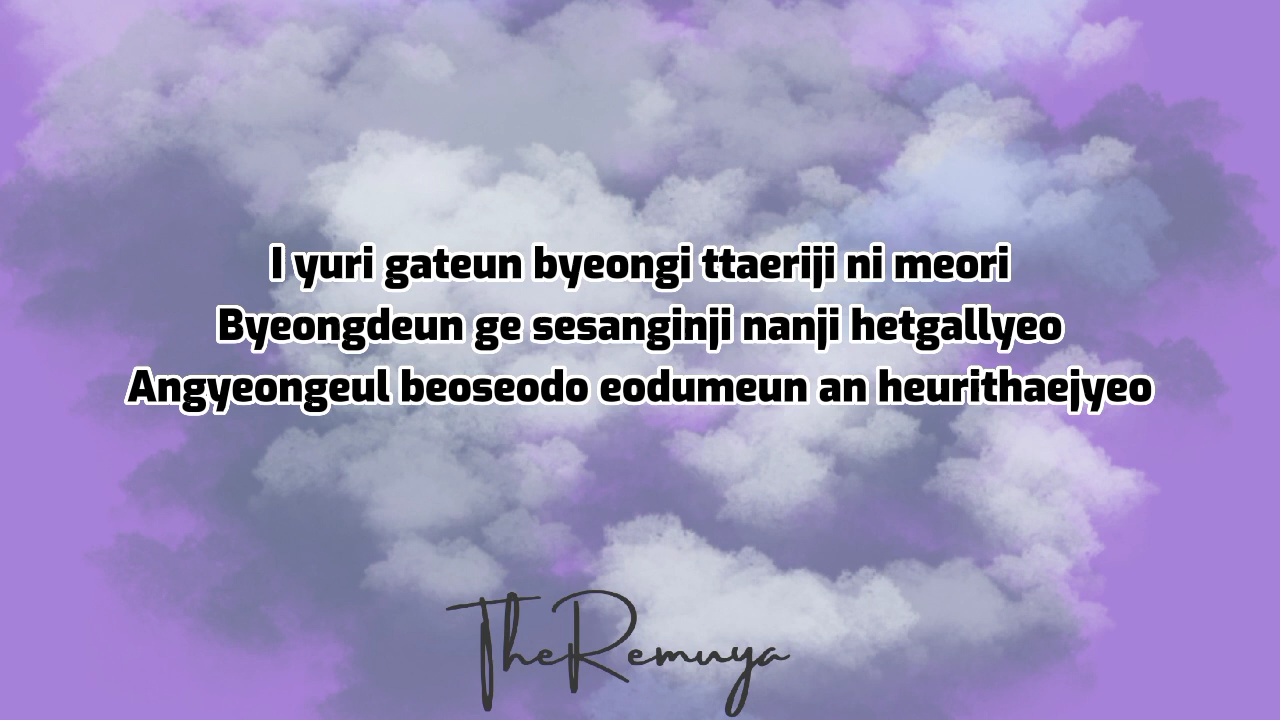 I yuri gateun byeongi ttaeriji ni meori
Byeongdeun ge sesanginji nanji hetgallyeo
Angyeongeul beoseodo eodumeun an heurithaejyeo
TheRemuya